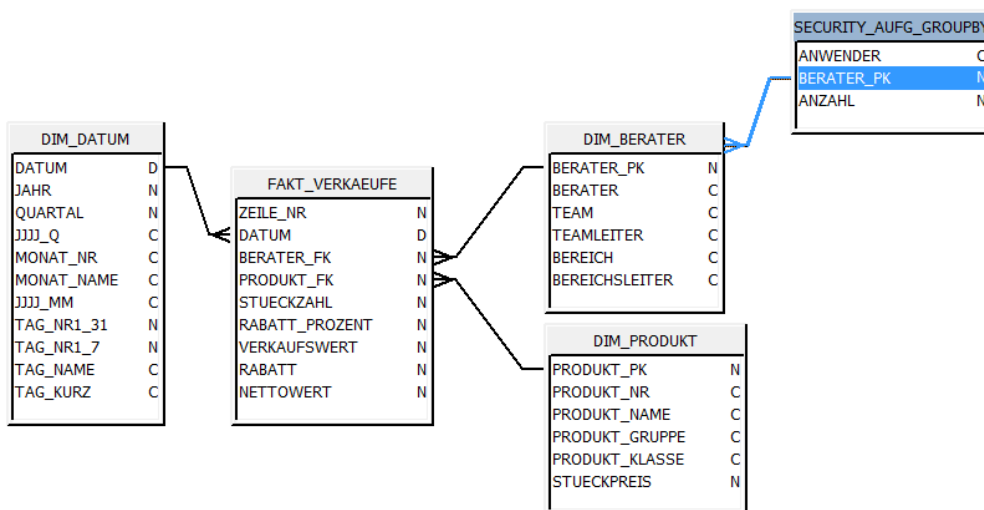 SECURITY_AUFG_GROUPBY
ANWENDER C
BERATER_PK N
ANZAHL N
DIM_DATUM
DATUM D
JAHR N
QUARTAL N
JJJJ_Q C
MONAT_NR C
MONAT_NAME C
JJJJ_MM C
TAG_NR1_31 N
TAG_NR1_7 N
TAG_NAME C
TAG_KURZ C
FAKT_VERKAEUFE
ZEILE_NR N
DATUM D
BERATER_FK N
PRODUKT_FK N
STUECKZAHL N
RABATT_PROZENT N
VERKAUFSWERT N
RABATT N
NETTOWERT N
DIM_BERATER
BERATER_PK N
BERATER C
TEAM C
TEAMLEITER C
BEREICH C
BEREICHSLEITER C
DIM_PRODUKT
PRODUKT_PK N
PRODUKT_NR C
PRODUKT_NAME C
PRODUKT_GRUPPE C
PRODUKT_KLASSE C
STUECKPREIS N